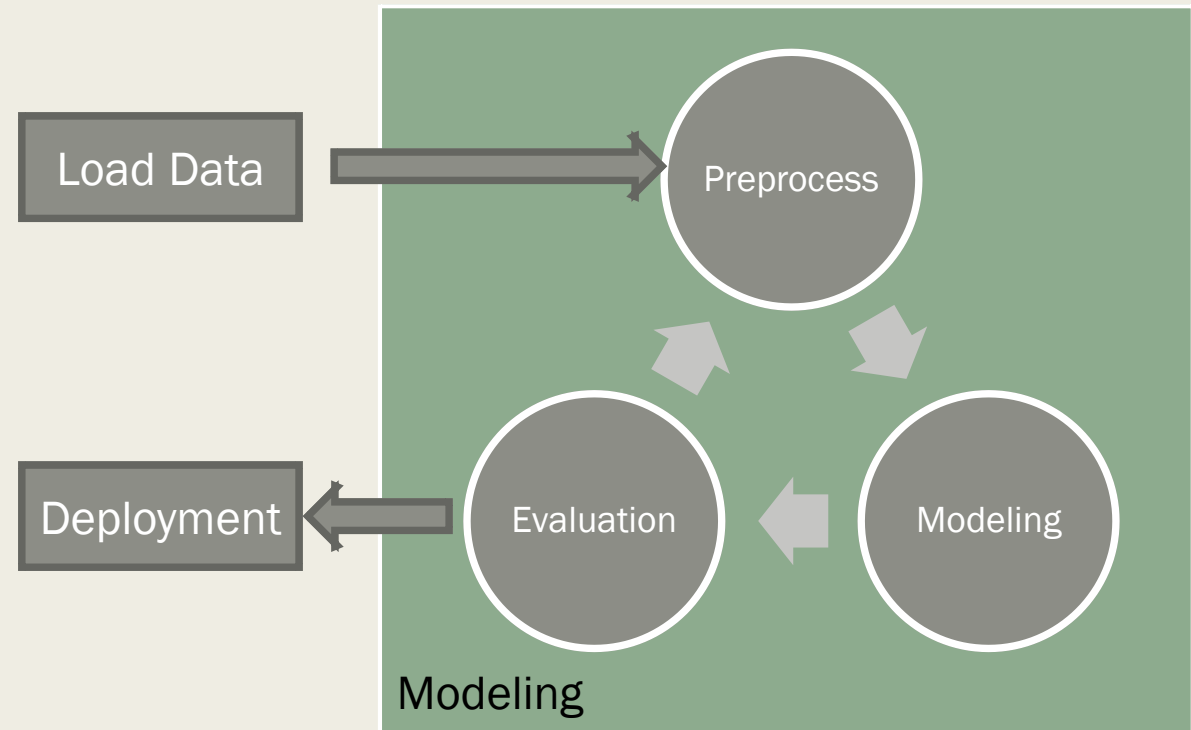 Load Data
Preprocess
Deployment
Evaluation
Modeling
Modeling